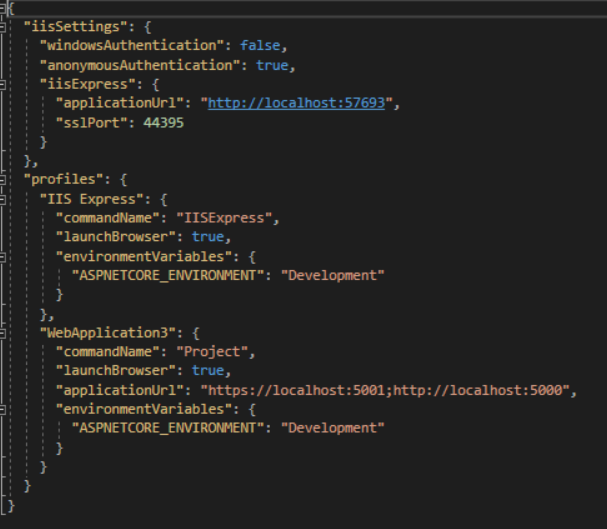 {
"iisSettings": {
"windowsAuthentication": false,
"anonymousAuthentication": true,
"iisExpress": {
"applicationUrl": "http://localhost:57693",
"sslPort": 44395
}
},
"profiles": {
"IIS Express": {
"commandName": "IISExpress",
"launchBrowser": true,
"environmentVariables": {
"ASPNETCORE_ENVIRONMENT": "Development"
}
},
"WebApplication3": {
"commandName": "Project",
"launchBrowser": true,
"applicationUrl": "https://localhost:5001;http://localhost:5000",
"environmentVariables": {
"ASPNETCORE_ENVIRONMENT": "Development"
}
}
}
}